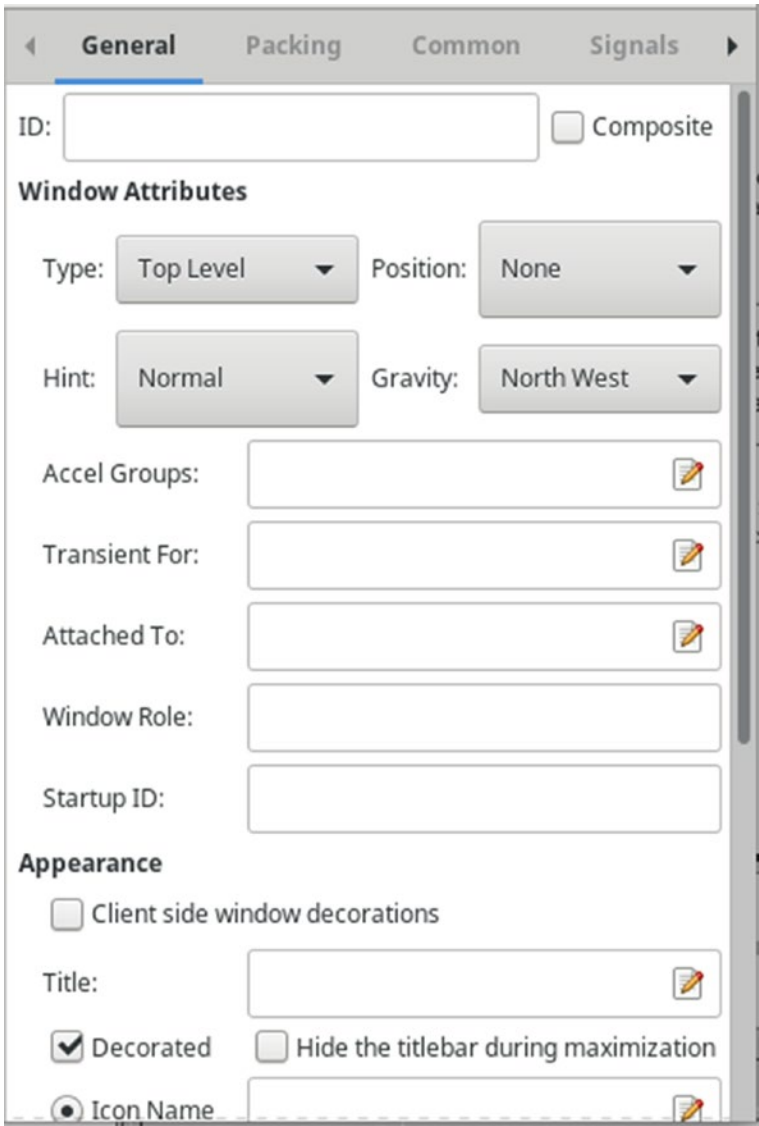 General Packing Common Signals
ID: Composite
Window Attributes
Type: Top Level Position: None
Hint: Normal Gravity: North West
Accel Groups:
Transient For:
Attached To:
Window Role:
Startup ID:
Appearance
Client side window decorations
Title:
Decorated Hide the titlebar during maximization
Icon Name